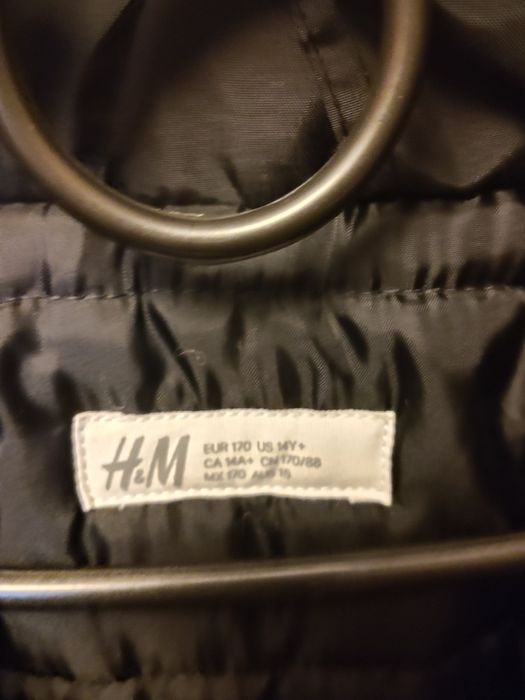 H&M
EUR 170 US 14Y+
CA 14A+ CN 170/88
MX 170 AUS 15